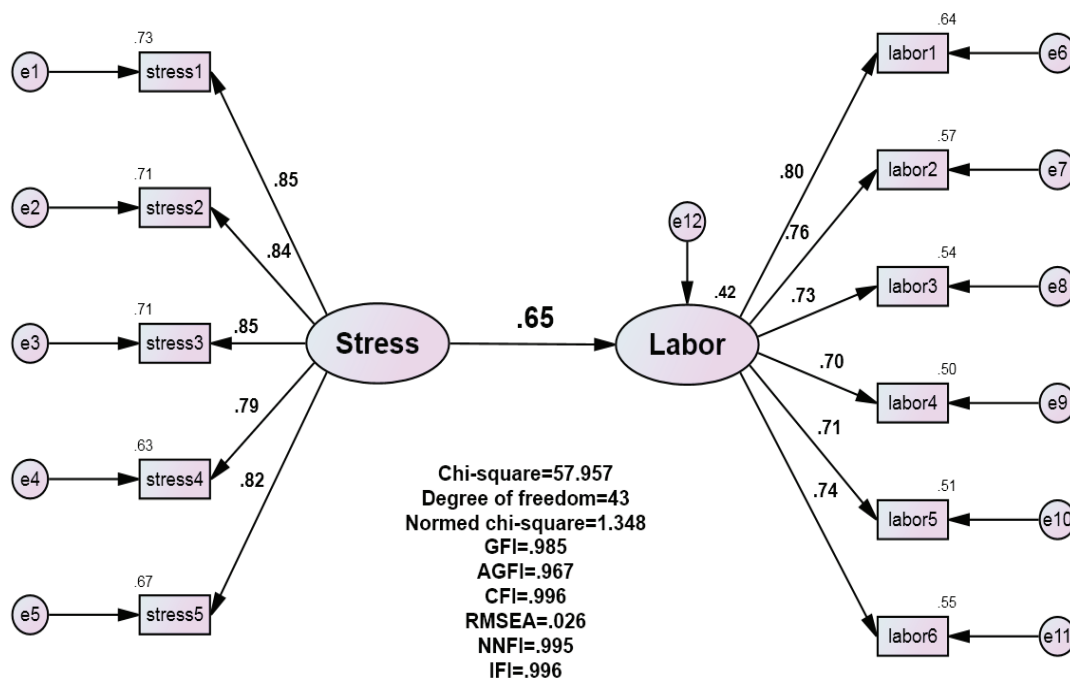 .73
e1
stress1
.85
.71
e2
stress2
.84
.71
e3
stress3
.85
.63
e4
stress4
.79
.67
e5
stress5
.82
Stress
.65
e12
.42
Labor
.64
labor1
e6
.80
.57
labor2
e7
.76
.54
labor3
e8
.73
.50
labor4
e9
.70
.51
labor5
e10
.71
.55
labor6
e11
.74
Chi-square=57.957
Degree of freedom=43
Normed chi-square=1.348
GFI=.985
AGFI=.967
CFI=.996
RMSEA=.026
NNFI=.995
IFI=.996